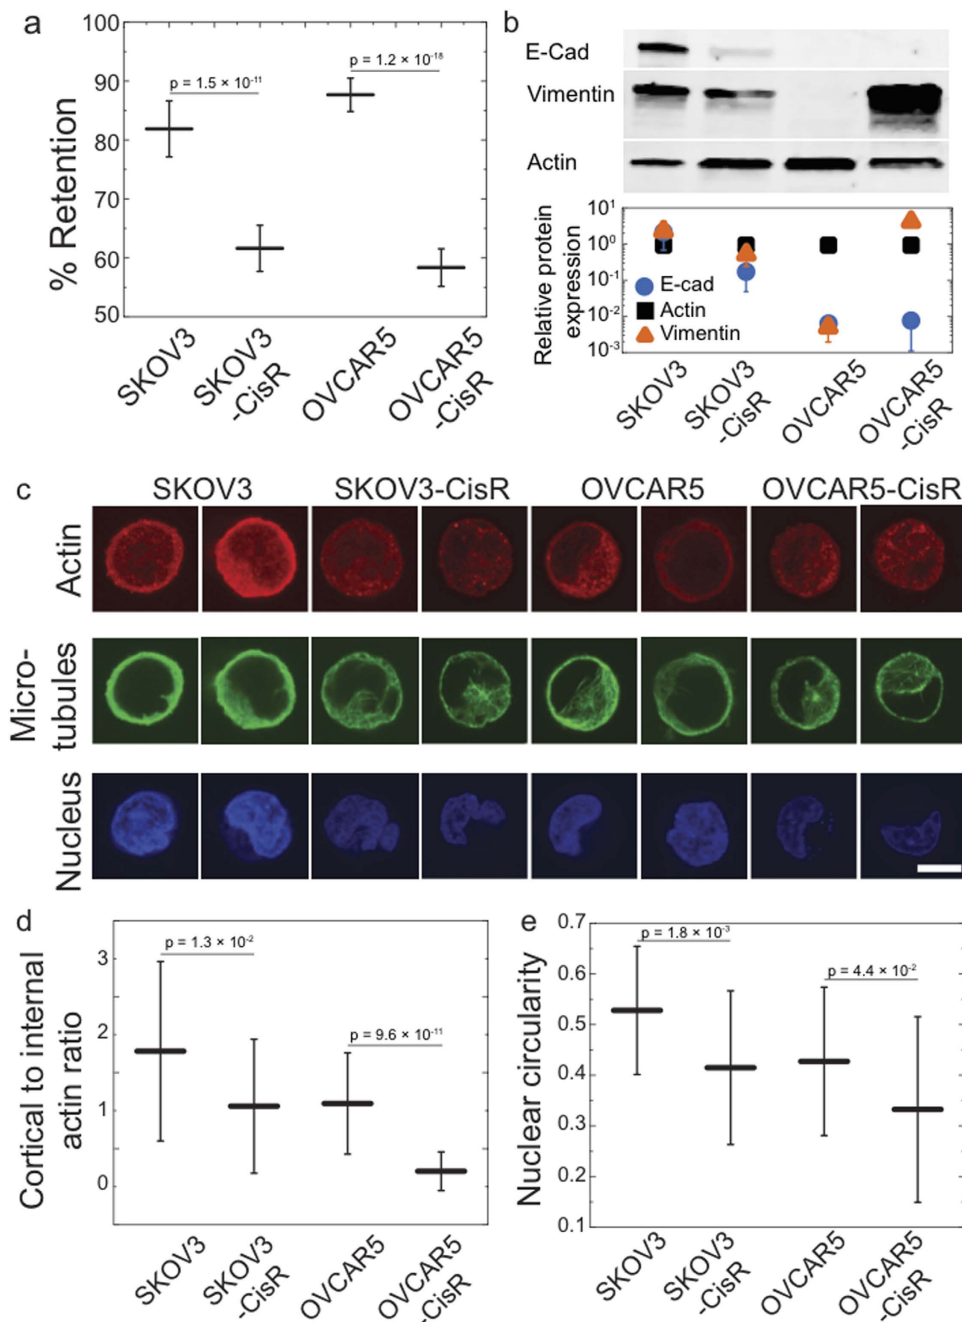 a
% Retention
100
90
80
70
60
50
p = 1.5 × 10-11
p = 1.2 × 10-18
SKOV3
SKOV3
-CisR
OVCAR5
OVCAR5
-CisR
b
E-Cad
Vimentin
Actin
Relative protein
expression
10¹
10⁰
10-1
10-2
10-3
E-cad
Actin
Vimentin
SKOV3
SKOV3
-CisR
OVCAR5
OVCAR5
-CisR
c
SKOV3 SKOV3-CisR OVCAR5 OVCAR5-CisR
Actin
Micro-
tubules
Nucleus
d
Cortical to internal
actin ratio
3
2
1
0
p = 1.3 × 10-2
p = 9.6 × 10-11
SKOV3
SKOV3
-CisR
OVCAR5
OVCAR5
-CisR
e
Nuclear circularity
0.7
0.6
0.5
0.4
0.3
0.2
0.1
p = 1.8 × 10-3
p = 4.4 × 10-2
SKOV3
SKOV3
-CisR
OVCAR5
OVCAR5
-CisR